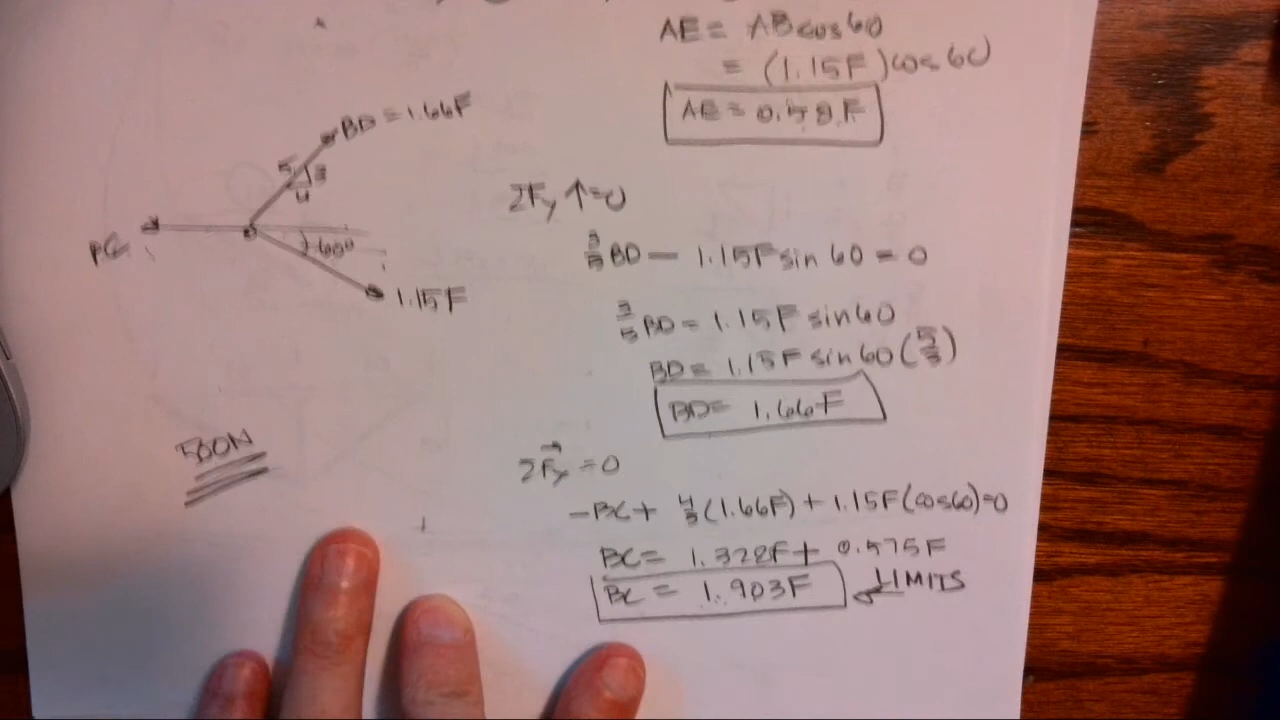 AE = AB cos 60
= (1.15F) cos 60
AE = 0.58F
BD = 1.66F
5
3
4
BC
60°
1.15F
ΣFy ↑=0
3/5 BD - 1.15F sin 60 = 0
3/5 BD = 1.15F sin 60
BD = 1.15F sin 60 (5/3)
BD = 1.66F
500N
ΣFx = 0
-BC + 4/5 (1.66F) + 1.15F (cos 60) = 0
BC = 1.328F + 0.575F
BC = 1.903F
LIMITS